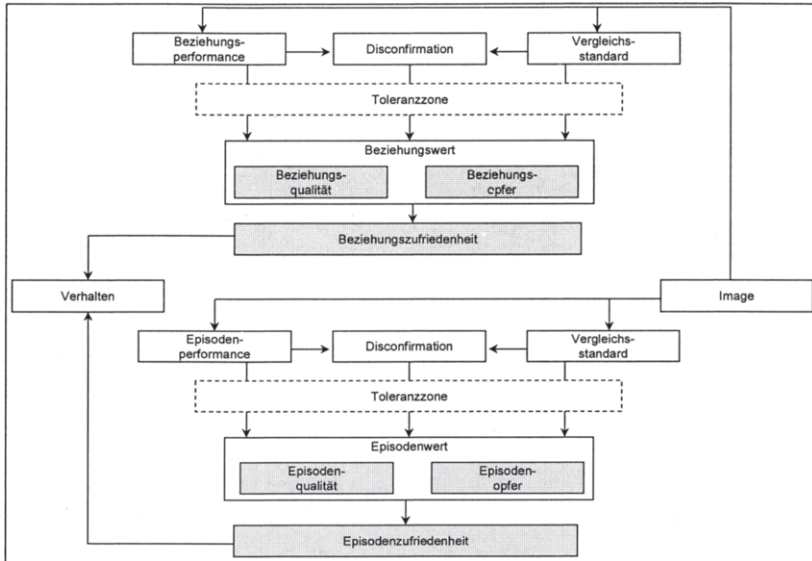 Beziehungs-
performance
Disconfirmation
Vergleichs-
standard
Toleranzzone
Beziehungswert
Beziehungs-
qualität
Beziehungs-
opfer
Beziehungszufriedenheit
Verhalten
Image
Episoden-
performance
Disconfirmation
Vergleichs-
standard
Toleranzzone
Episodenwert
Episoden-
qualität
Episoden-
opfer
Episodenzufriedenheit